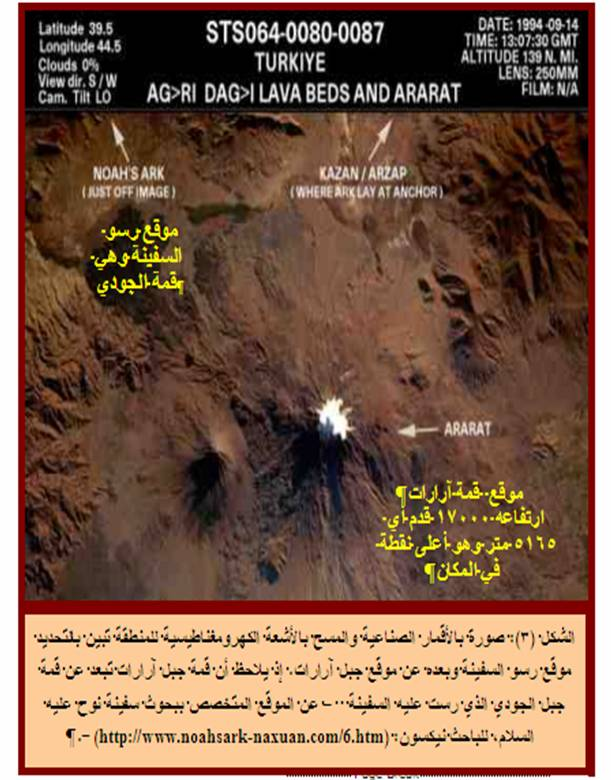 Latitude 39.5
Longitude 44.5
Clouds 0%
View dir. S / W
Cam. Tilt LO
STS064-0080-0087
TURKIYE
AG>RI DAG>I LAVA BEDS AND ARARAT
DATE: 1994 -09-14
TIME: 13:07:30 GMT
ALTITUDE 139 N. MI.
LENS: 250MM
FILM: N/A
NOAH'S ARK
( JUST OFF IMAGE )
KAZAN / ARZAP
( WHERE ARK LAY AT ANCHOR )
موقع رسو
السفينة وهي
قمة الجودي¶
ARARAT
موقع قمة آرارات¶
ارتفاعه ١٧٠٠٠ قدم أي
٥١٦٥ متر وهو أعلى نقطة
في المكان¶
الشكل (٣): صورة بالأقمار الصناعية والمسح بالأشعة الكهرومغناطيسية للمنطقة تبين بالتحديد
موقع رسو السفينة وبعده عن موقع جبل آرارات. إذ يلاحظ أن قمة جبل آرارات تبعد عن قمة
جبل الجودي الذي رست عليه السفينة... – عن الموقع المتخصص ببحوث سفينة نوح عليه
السلام، للباحث نيكسون: (http://www.noahsark-naxuan.com/6.htm) –. ¶